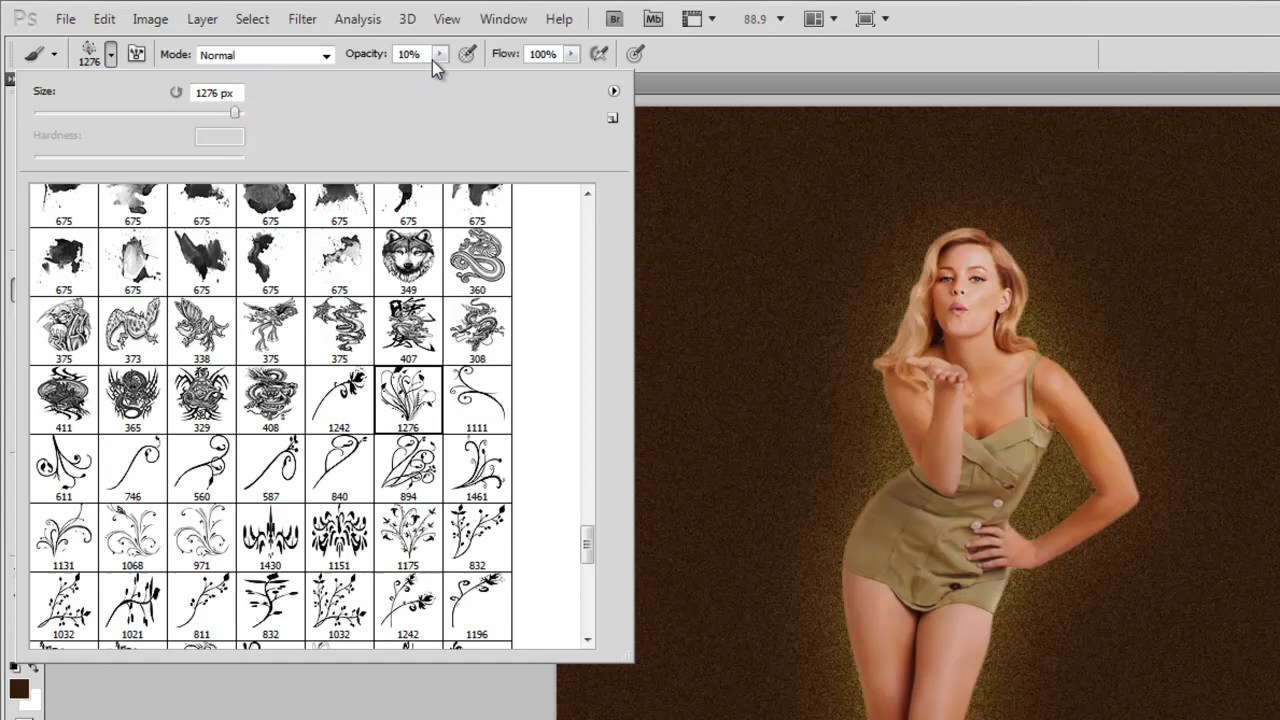 Ps File Edit Image Layer Select Filter Analysis 3D View Window Help Br Mb 88.9
1276 Mode: Normal Opacity: 10% Flow: 100%
Size: 1276 px
Hardness:
675 675 675 675 675 675 675
675 675 675 675 675 349 360
375 373 338 375 375 407 308
411 365 329 408 1242 1276 1111
611 746 560 587 840 894 1461
1131 1068 971 1430 1151 1175 832
1032 1021 811 832 1032 1242 1196